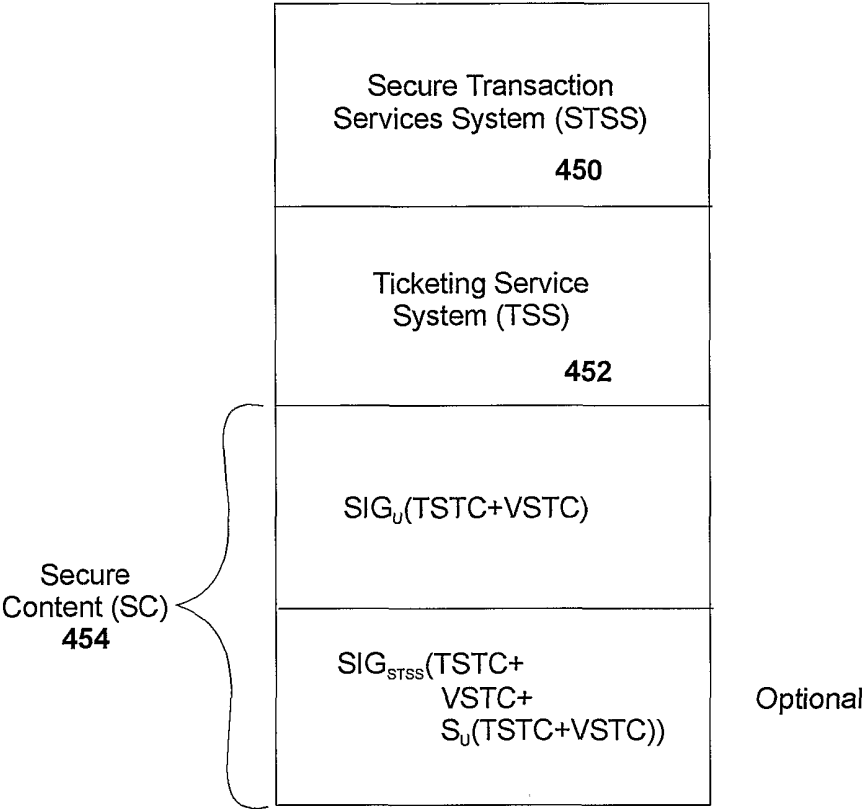 Secure Transaction
Services System (STSS)
450
Ticketing Service
System (TSS)
452
SIGU(TSTC+VSTC)
Secure
Content (SC)
454
SIGSTSS(TSTC+
VSTC+
SU(TSTC+VSTC))
Optional